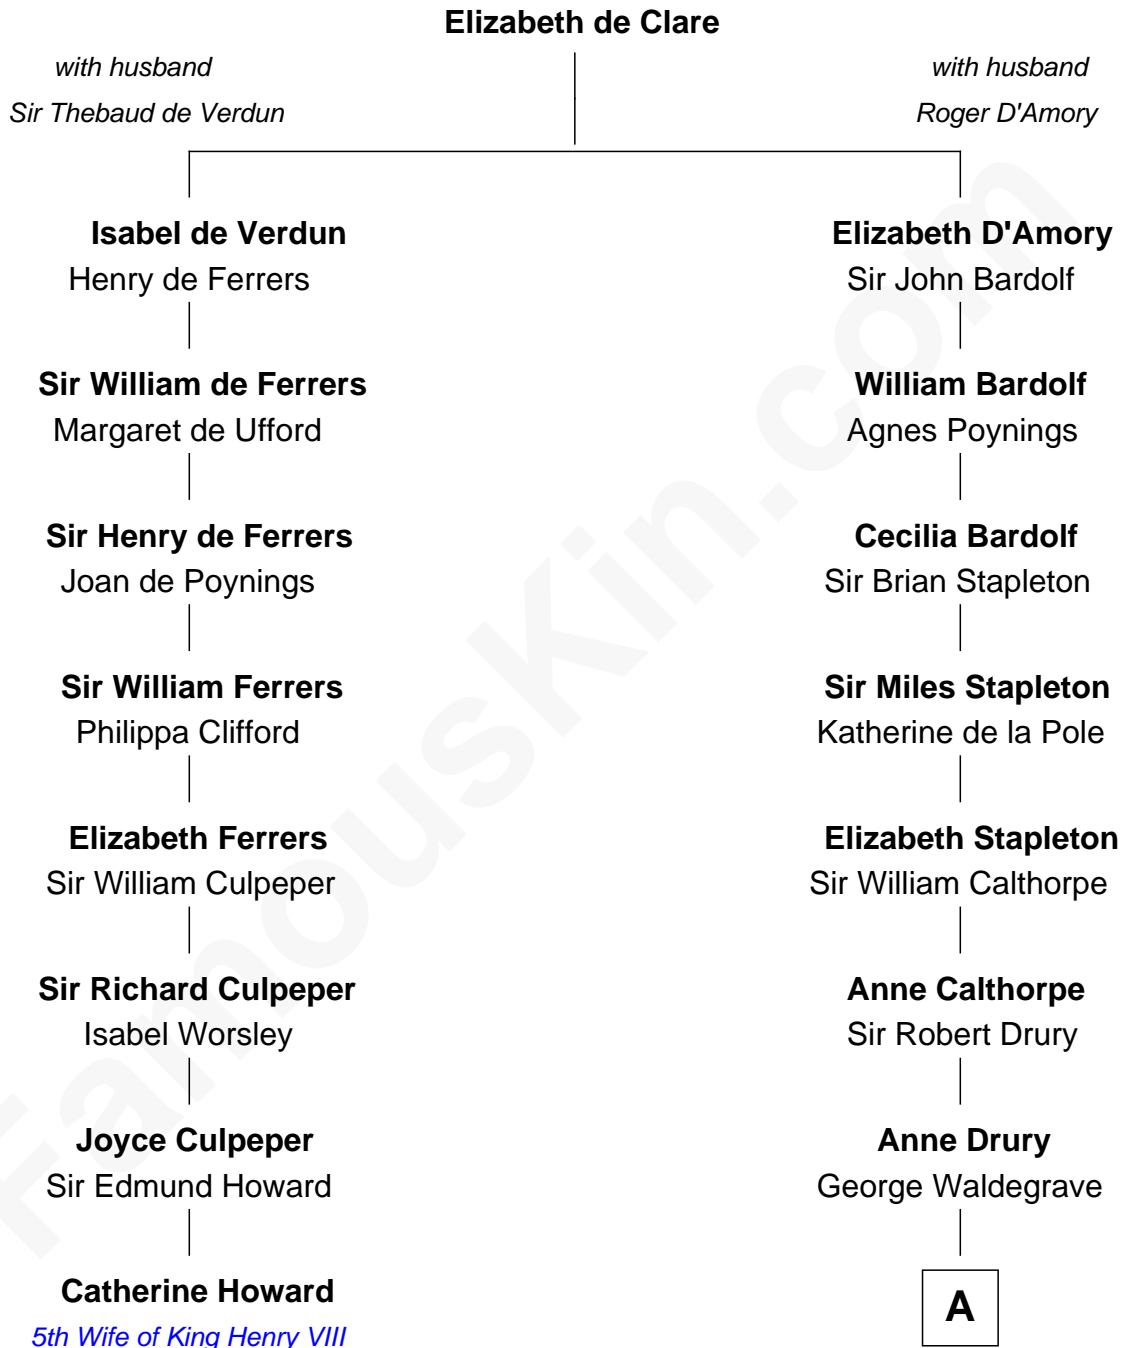 Elizabeth de Clare
with husband
Sir Thebaud de Verdun
with husband
Roger D'Amory
Isabel de Verdun
Henry de Ferrers
Elizabeth D'Amory
Sir John Bardolf
Sir William de Ferrers
Margaret de Ufford
William Bardolf
Agnes Poynings
Sir Henry de Ferrers
Joan de Poynings
Cecilia Bardolf
Sir Brian Stapleton
Sir William Ferrers
Philippa Clifford
Sir Miles Stapleton
Katherine de la Pole
Elizabeth Ferrers
Sir William Culpeper
Elizabeth Stapleton
Sir William Calthorpe
Sir Richard Culpeper
Isabel Worsley
Anne Calthorpe
Sir Robert Drury
Joyce Culpeper
Sir Edmund Howard
Anne Drury
George Waldegrave
Catherine Howard
5th Wife of King Henry VIII
A
FamousKin.com